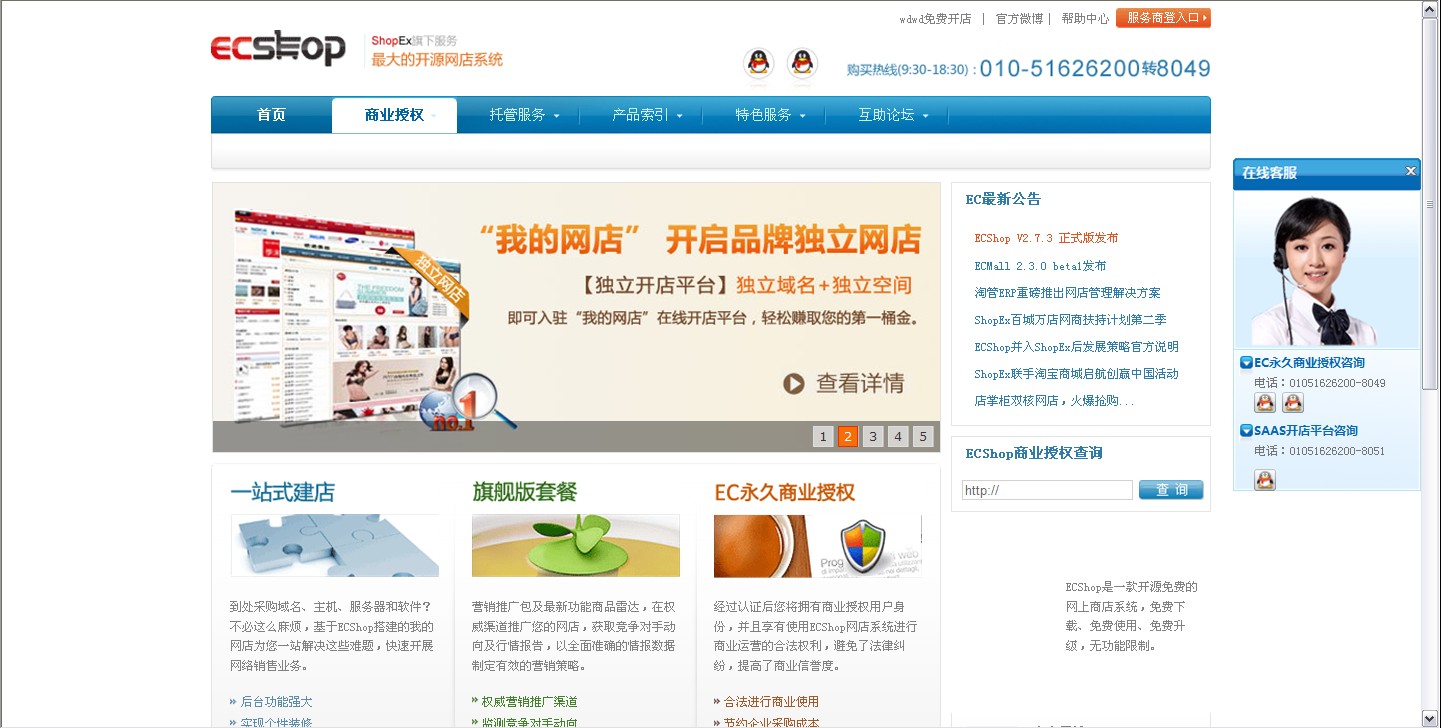 wdwd免费开店 | 官方微博 | 帮助中心 服务商登入口
ECSHOP
ShopEx旗下服务
最大的开源网店系统
购买热线(9:30-18:30)：010-51626200转8049
首页 商业授权 托管服务 产品索引 特色服务 互助论坛
“我的网店” 开启品牌独立网店
独立网店
【独立开店平台】独立域名+独立空间
即可入驻“我的网店”在线开店平台，轻松赚取您的第一桶金。
查看详情
no.1
1 2 3 4 5
EC最新公告
ECShop V2.7.3 正式版发布
ECMall 2.3.0 beta1发布
淘管ERP重磅推出网店管理解决方案
ShopEx百城万店网商扶持计划第二季
ECShop并入ShopEx后发展策略官方说明
ShopEx联手淘宝商城启航创赢中国活动
店掌柜双核网店，火爆抢购...
ECShop商业授权查询
http:// 查 询
在线客服
EC永久商业授权咨询
电话：01051626200-8049
SAAS开店平台咨询
电话：01051626200-8051
一站式建店
到处采购域名、主机、服务器和软件？
不必这么麻烦，基于ECShop搭建的我的
网店为您一站解决这些难题，快速开展
网络销售业务。
» 后台功能强大
» 实现个性装修
旗舰版套餐
营销推广包及最新功能商品雷达，在权
威渠道推广您的网店，获取竞争对手动
向及行情报告，以全面准确的情报数据
制定有效的营销策略。
» 权威营销推广渠道
» 监测竞争对手动向
EC永久商业授权
经过认证后您将拥有商业授权用户身
份，并且享有使用ECShop网店系统进行
商业运营的合法权利，避免了法律纠
纷，提高了商业信誉度。
» 合法进行商业使用
» 节约企业采购成本
ECShop是一款开源免费的
网上商店系统，免费下
载、免费使用、免费升
级，无功能限制。